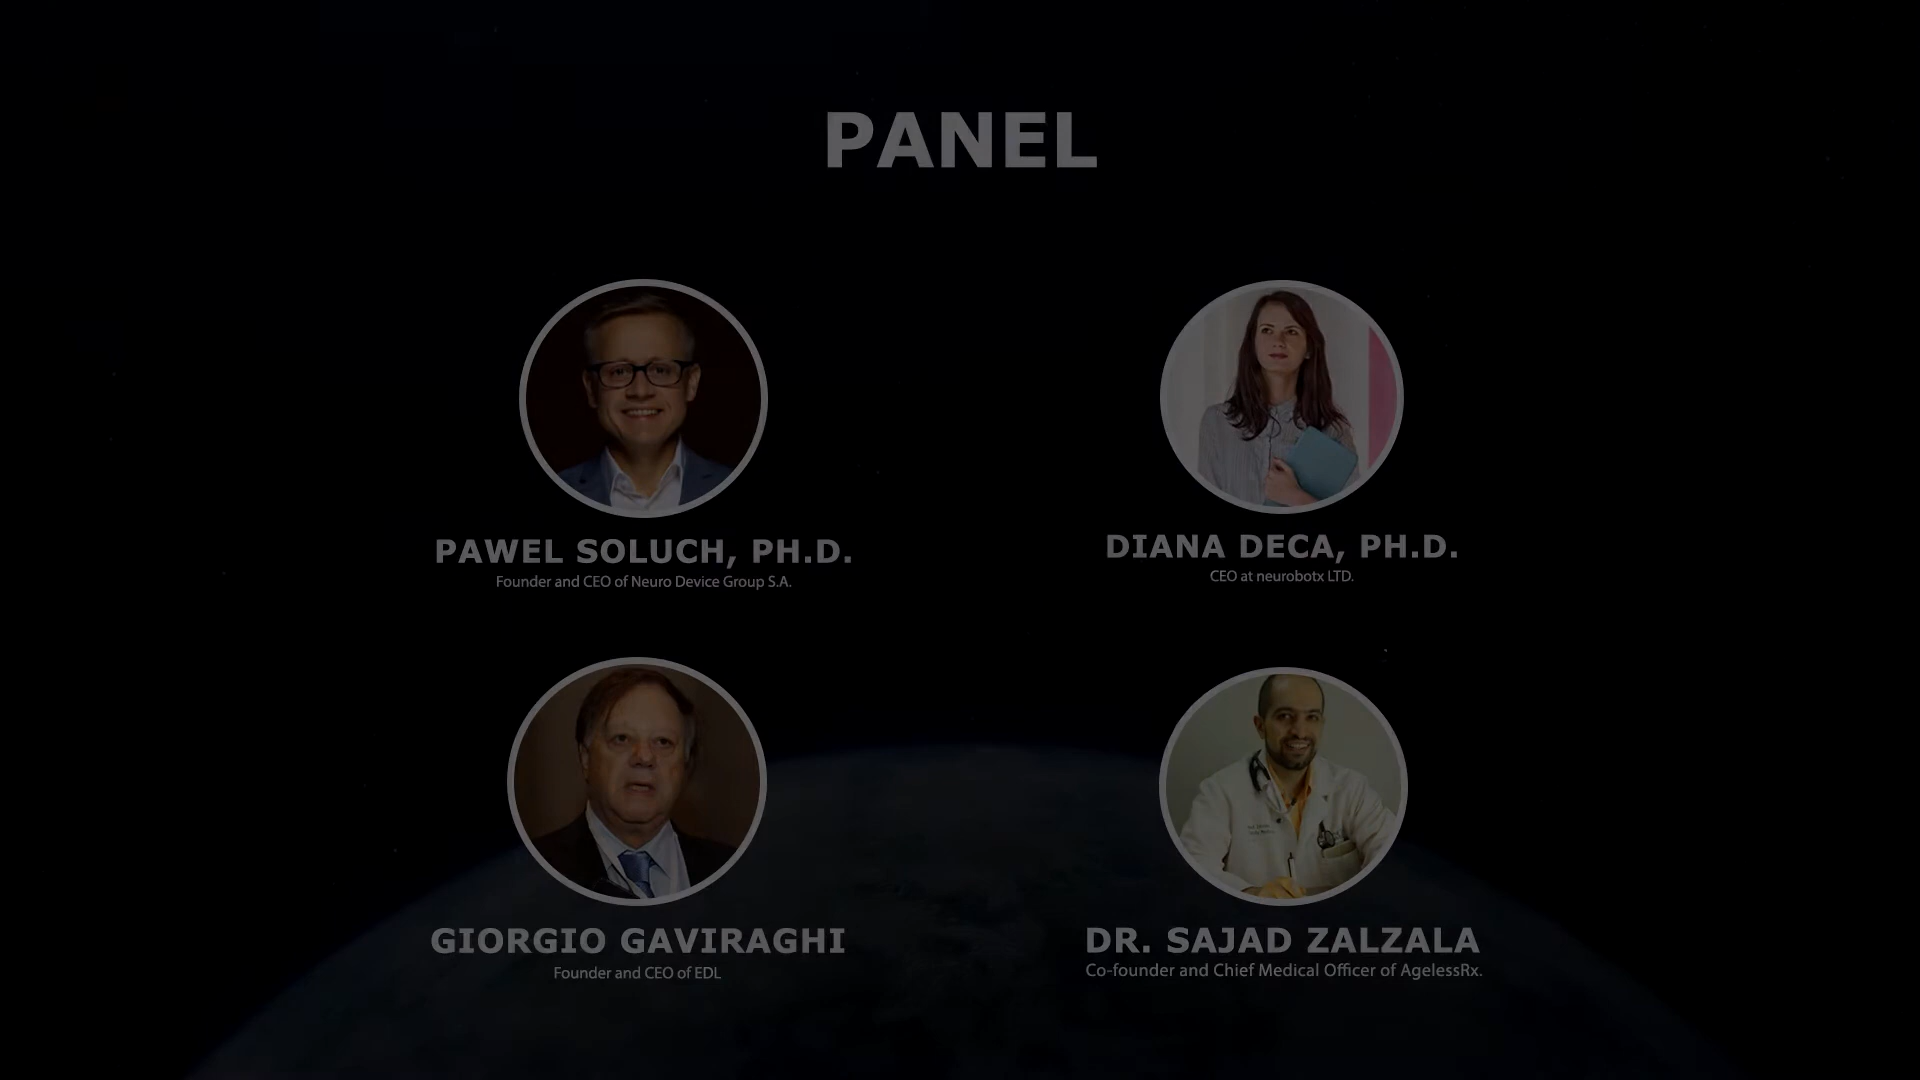 PANEL
PAWEL SOLUCH, PH.D.
Founder and CEO of Neuro Device Group S.A.
DIANA DECA, PH.D.
CEO at neurobotx LTD.
GIORGIO GAVIRAGHI
Founder and CEO of EDL
DR. SAJAD ZALZALA
Co-founder and Chief Medical Officer of AgelessRx.